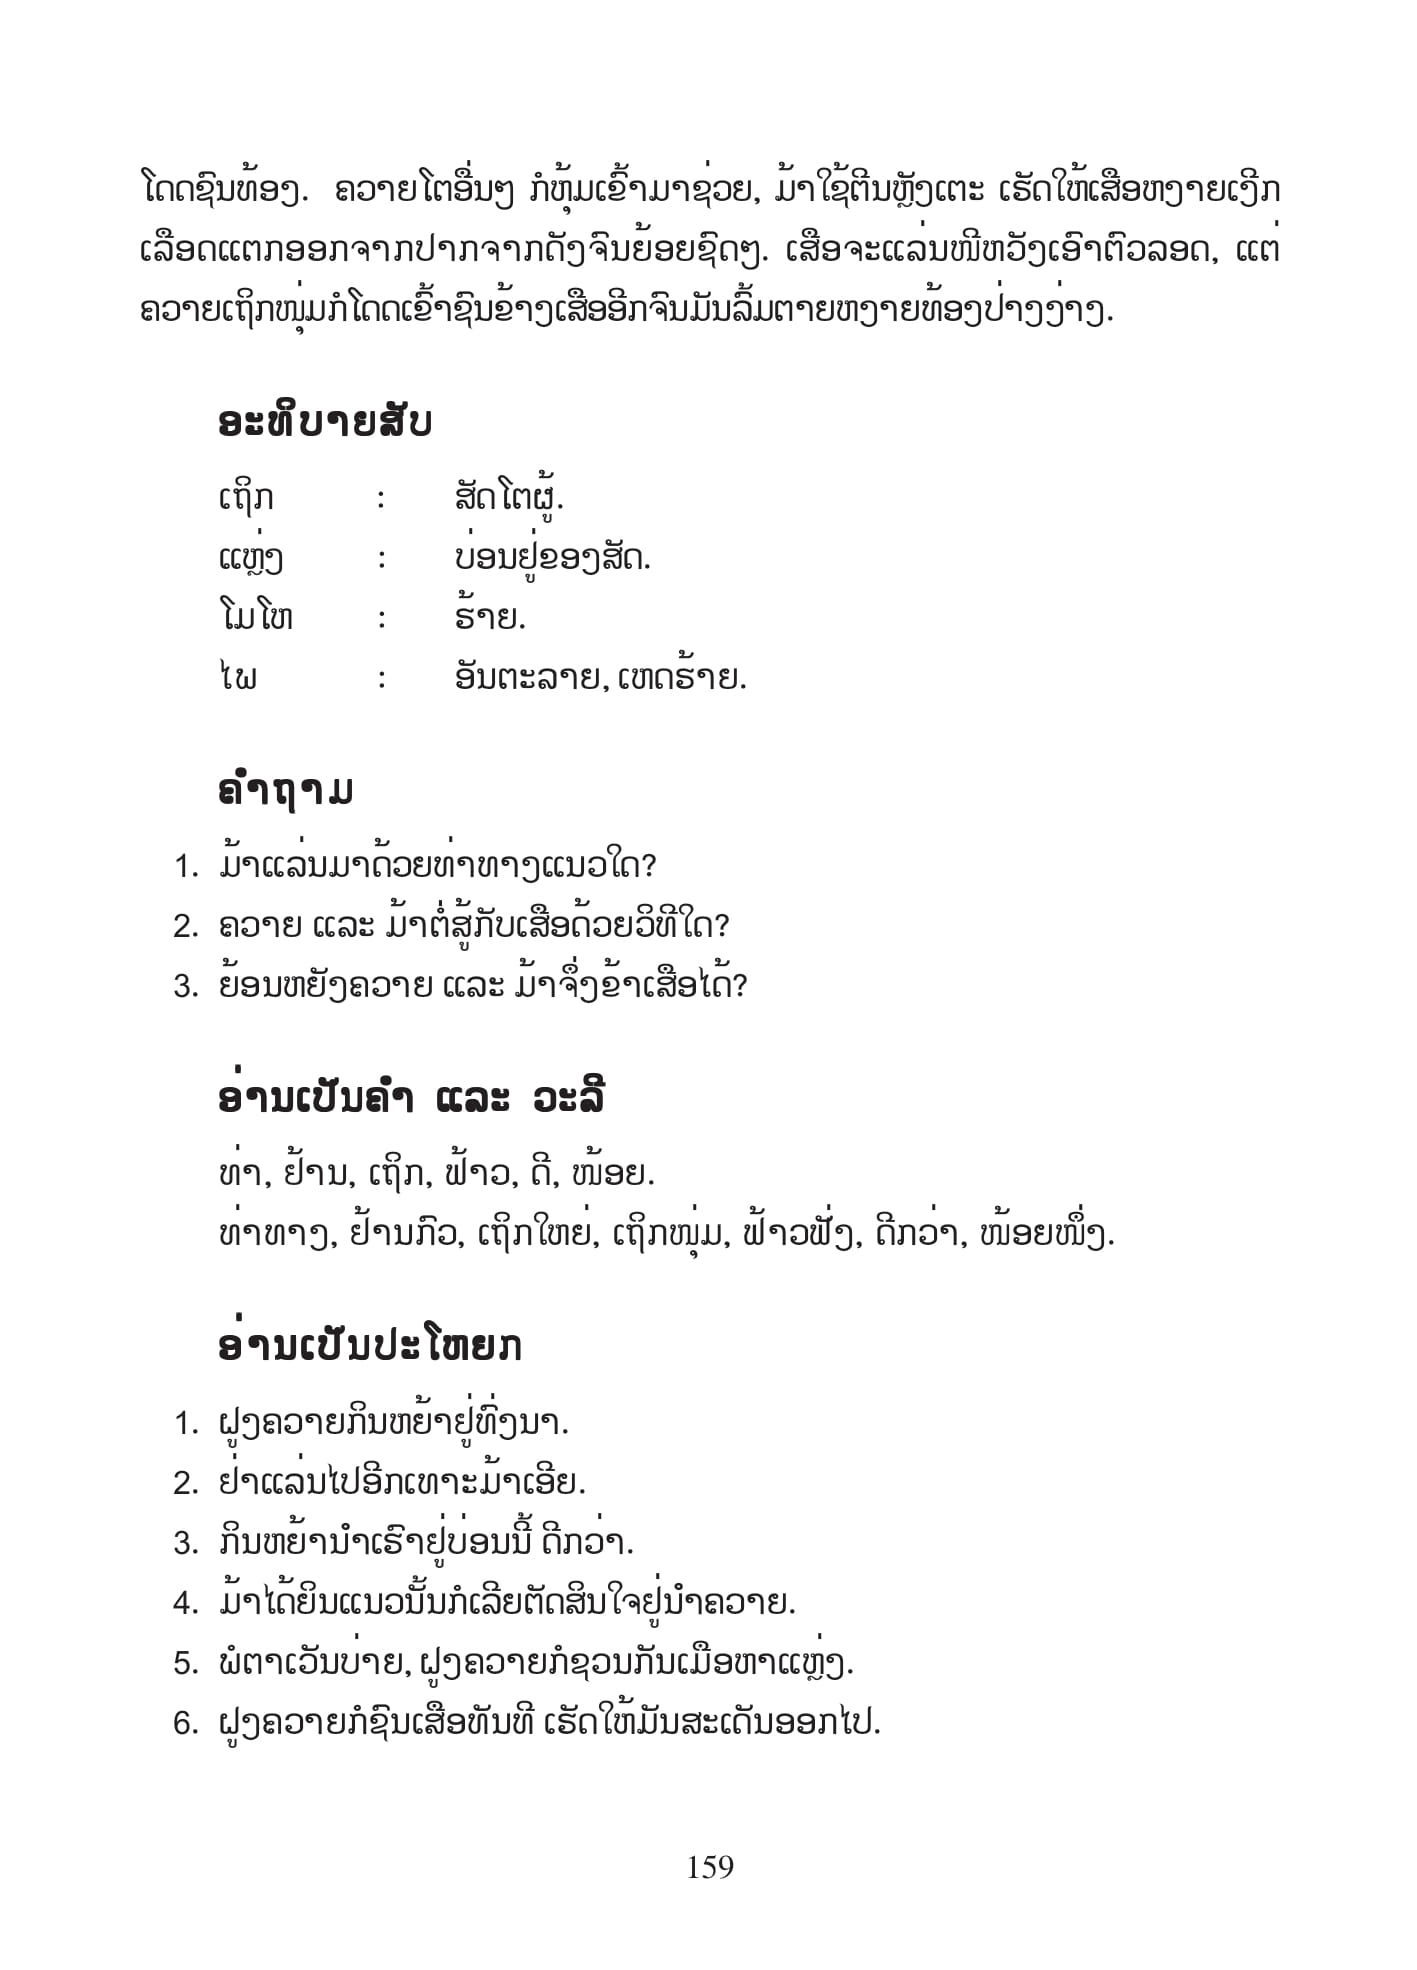 ໂດດຊົນທ້ອງ. ຄວາຍໂຕອື່ນໆ ກໍຫຸ້ມເຂົ້າມາຊ່ວຍ, ມ້າໃຊ້ຕີນຫຼັງເຕະ ເຮັດໃຫ້ເສືອຫງາຍເງີກ
ເລືອດແຕກອອກຈາກປາກຈາກດັງຈົນຍ້ອຍຊົດໆ. ເສືອຈະແລ່ນໜີຫວັງເອົາຕົວລອດ, ແຕ່
ຄວາຍເຖິກໜຸ່ມກໍໂດດເຂົ້າຊົນຂ້າງເສືອອີກຈົນມັນລົ້ມຕາຍຫງາຍທ້ອງປ່າງງ່າງ.
ອະທິບາຍສັບ
ເຖິກ : ສັດໂຕຜູ້.
ແຫຼ່ງ : ບ່ອນຢູ່ຂອງສັດ.
ໂມໂຫ : ຮ້າຍ.
ໄພ : ອັນຕະລາຍ, ເຫດຮ້າຍ.
ຄຳຖາມ
1. ມ້າແລ່ນມາດ້ວຍທ່າທາງແນວໃດ?
2. ຄວາຍ ແລະ ມ້າຕໍ່ສູ້ກັບເສືອດ້ວຍວິທີໃດ?
3. ຍ້ອນຫຍັງຄວາຍ ແລະ ມ້າຈຶ່ງຂ້າເສືອໄດ້?
ອ່ານເປັນຄຳ ແລະ ວະລີ
ທ່າ, ຢ້ານ, ເຖິກ, ຟ້າວ, ດີ, ໜ້ອຍ.
ທ່າທາງ, ຢ້ານກົວ, ເຖິກໃຫຍ່, ເຖິກໜຸ່ມ, ຟ້າວຟັ່ງ, ດີກວ່າ, ໜ້ອຍໜຶ່ງ.
ອ່ານເປັນປະໂຫຍກ
1. ຝູງຄວາຍກິນຫຍ້າຢູ່ທົ່ງນາ.
2. ຢ່າແລ່ນໄປອີກເທາະມ້າເອີຍ.
3. ກິນຫຍ້ານຳເຮົາຢູ່ບ່ອນນີ້ ດີກວ່າ.
4. ມ້າໄດ້ຍິນແນວນັ້ນກໍເລີຍຕັດສິນໃຈຢູ່ນຳຄວາຍ.
5. ພໍຕາເວັນບ່າຍ, ຝູງຄວາຍກໍຊວນກັນເມືອຫາແຫຼ່ງ.
6. ຝູງຄວາຍກໍຊົນເສືອທັນທີ ເຮັດໃຫ້ມັນສະເດັນອອກໄປ.
159